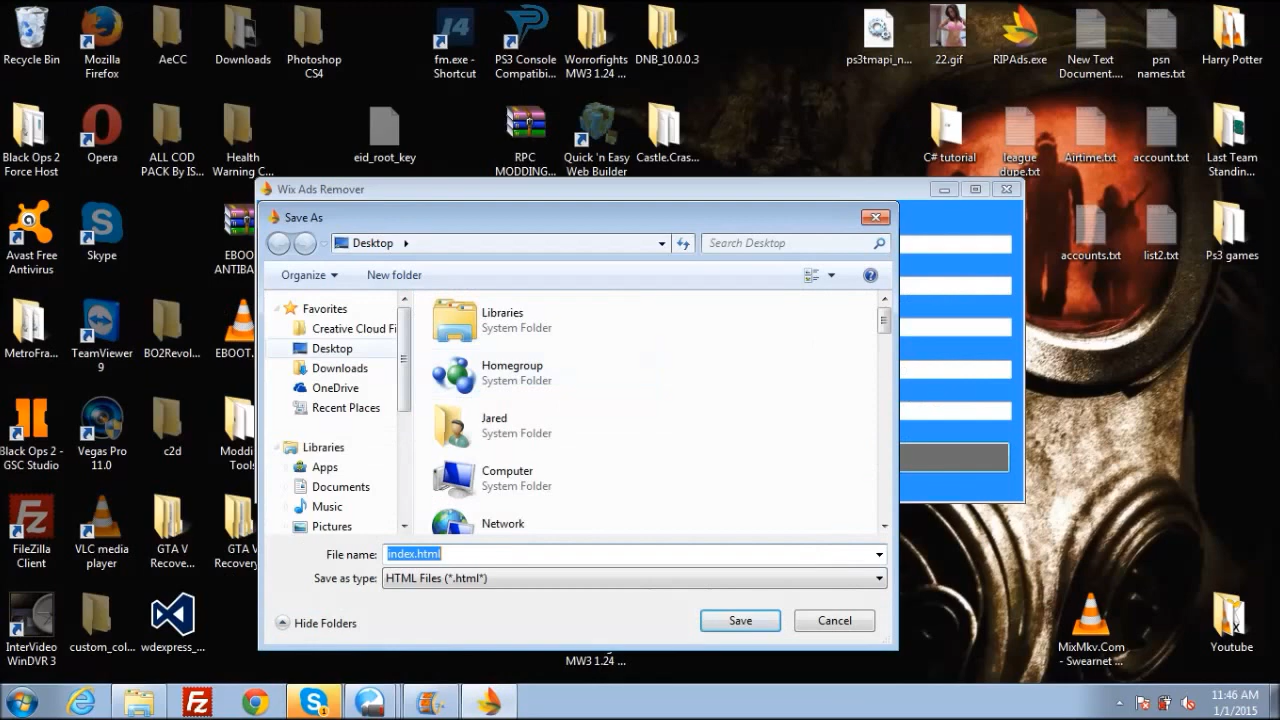 Recycle Bin
Mozilla
Firefox
AeCC
Downloads
Photoshop
CS4
fm.exe -
Shortcut
PS3 Console
Compatibi...
Worrorfights
MW3 1.24 ...
DNB_10.0.0.3
ps3tmapi_n...
22.gif
RIPAds.exe
New Text
Document....
psn
names.txt
Harry Potter
Black Ops 2
Force Host
Opera
ALL COD
PACK By IS...
Health
Warning C...
eid_root_key
RPC
MODDING...
Quick 'n Easy
Web Builder
Castle.Cras...
C# tutorial
league
dupe.txt
Airtime.txt
account.txt
Last Team
Standin...
Avast Free
Antivirus
Skype
EBOO
ANTIBA
accounts.txt
list2.txt
Ps3 games
MetroFra...
TeamViewer
9
BO2Revol...
EBOOT.
Black Ops 2 -
GSC Studio
Vegas Pro
11.0
c2d
Moddi
Tools
FileZilla
Client
VLC media
player
GTA V
Recove...
GTA V
Recovery
InterVideo
WinDVR 3
custom_col...
wdexpress_...
MW3 1.24 ...
MixMkv.Com
- Swearnet ...
Youtube
Wix Ads Remover
Save As
Desktop
Search Desktop
Organize
New folder
Favorites
Creative Cloud Fi
Desktop
Downloads
OneDrive
Recent Places
Libraries
Apps
Documents
Music
Pictures
Libraries
System Folder
Homegroup
System Folder
Jared
System Folder
Computer
System Folder
Network
File name:
index.html
Save as type:
HTML Files (*.html*)
Hide Folders
Save
Cancel
11:46 AM
1/1/2015